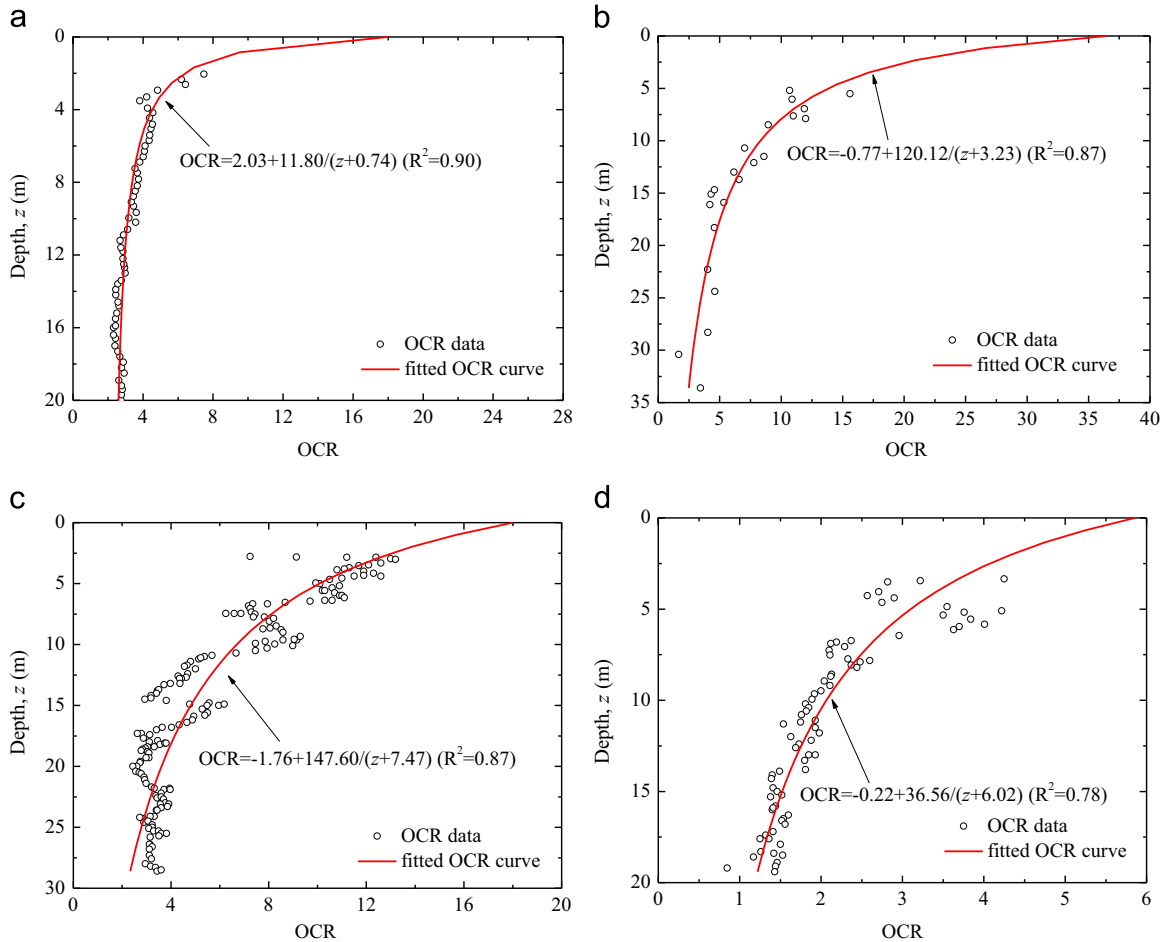 a
0
4
8
12
16
20
0
4
8
12
16
20
24
28
Depth, z (m)
OCR
OCR=2.03+11.80/(z+0.74) (R²=0.90)
OCR data
fitted OCR curve
b
0
5
10
15
20
25
30
35
0
5
10
15
20
25
30
35
40
Depth, z (m)
OCR
OCR=-0.77+120.12/(z+3.23) (R²=0.87)
OCR data
fitted OCR curve
c
0
5
10
15
20
25
30
0
4
8
12
16
20
Depth, z (m)
OCR
OCR=-1.76+147.60/(z+7.47) (R²=0.87)
OCR data
fitted OCR curve
d
0
5
10
15
20
0
1
2
3
4
5
6
Depth, z (m)
OCR
OCR=-0.22+36.56/(z+6.02) (R²=0.78)
OCR data
fitted OCR curve